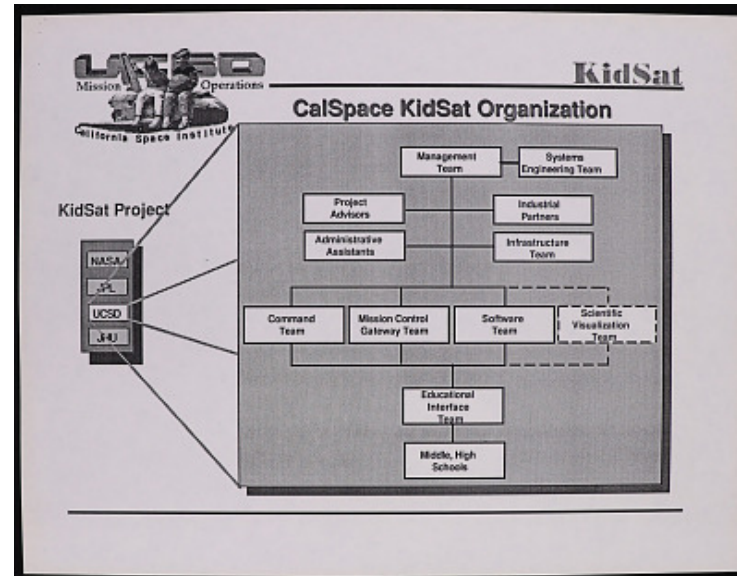 UCSD
Mission Operations
California Space Institute
KidSat
CalSpace KidSat Organization
KidSat Project
NASA
JPL
UCSD
JHU
Management
Team
Systems
Engineering Team
Project
Advisors
Industrial
Partners
Administrative
Assistants
Infrastructure
Team
Command
Team
Mission Control
Gateway Team
Software
Team
Scientific
Visualization
Team
Educational
Interface
Team
Middle, High
Schools